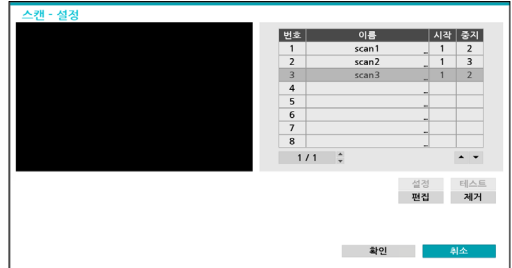 스캔 - 설정
번호 이름 시작 중지
1 scan1 ... 1 2
2 scan2 ... 1 3
3 scan3 ... 1 2
4 ...
5 ...
6 ...
7 ...
8 ...
1 / 1
설정 테스트
편집 제거
확인 취소